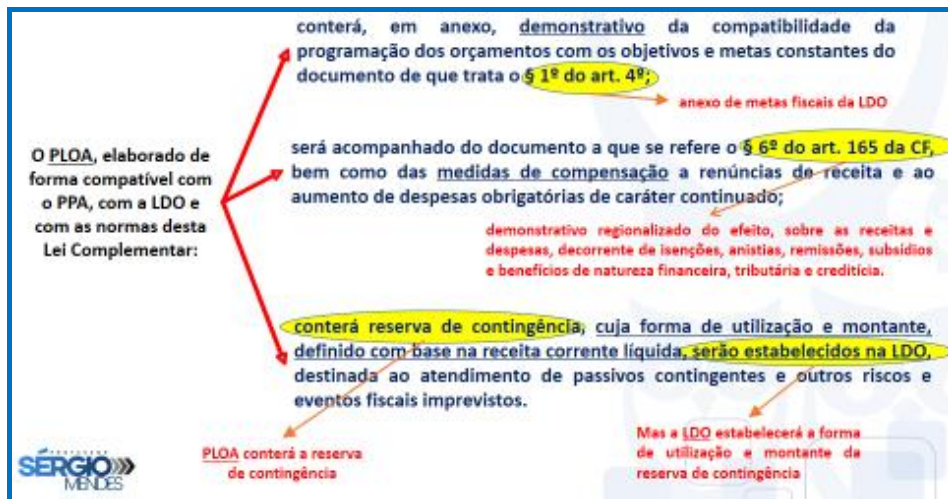 conterá, em anexo, demonstrativo da compatibilidade da
programação dos orçamentos com os objetivos e metas constantes do
documento de que trata o § 1º do art. 4º;
anexo de metas fiscais da LDO
O PLOA, elaborado de
forma compatível com
o PPA, com a LDO e
com as normas desta
Lei Complementar:
será acompanhado do documento a que se refere o § 6º do art. 165 da CF,
bem como das medidas de compensação a renúncias de receita e ao
aumento de despesas obrigatórias de caráter continuado;
demonstrativo regionalizado do efeito, sobre as receitas e
despesas, decorrente de isenções, anistias, remissões, subsídios
e benefícios de natureza financeira, tributária e creditícia.
conterá reserva de contingência, cuja forma de utilização e montante,
definido com base na receita corrente líquida, serão estabelecidos na LDO,
destinada ao atendimento de passivos contingentes e outros riscos e
eventos fiscais imprevistos.
PLOA conterá a reserva
de contingência
Mas a LDO estabelecerá a forma
de utilização e montante da
reserva de contingência
PROFESSOR
SÉRGIO
MENDES